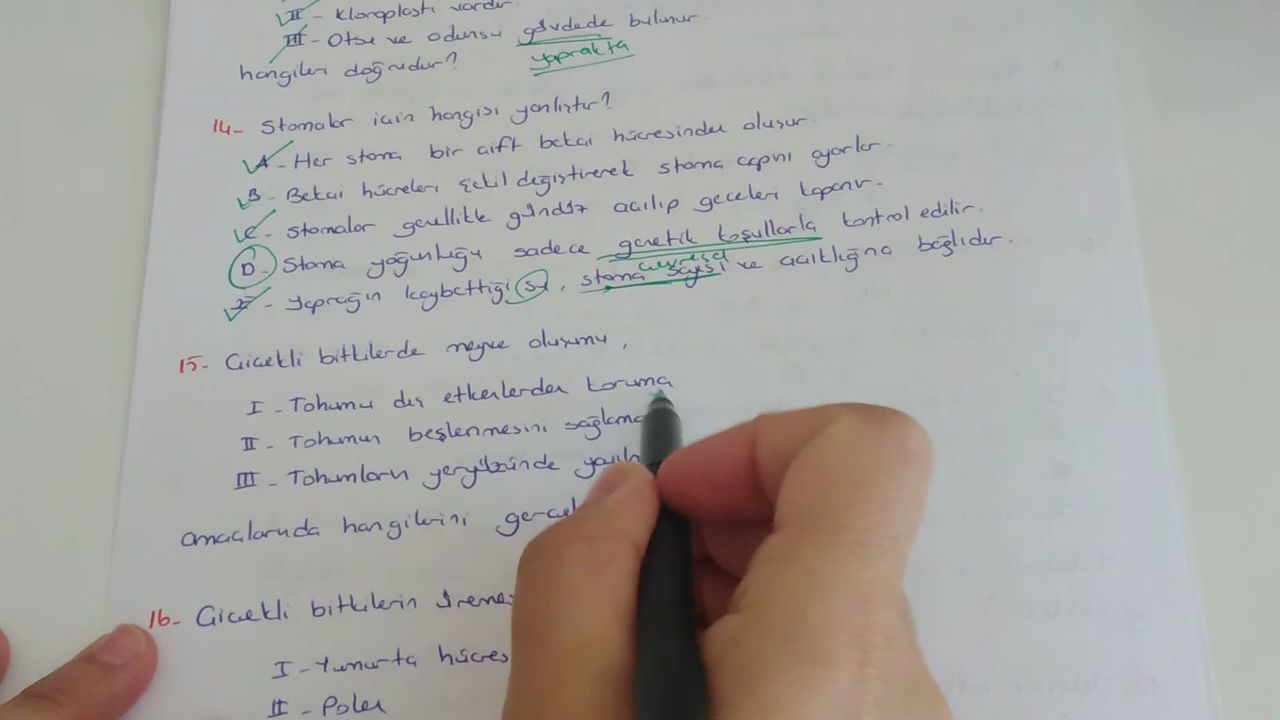 II - Kloroplastı vardır
III - Otsu ve odunsu gövdede bulunur
yaprakta
hangileri doğrudur?
14- Stomalar için hangisi yanlıştır?
A - Her stoma bir çift bekçi hücresinden oluşur.
B - Bekçi hücreleri şekil değiştirerek stoma çapını ayarlar.
C - Stomalar genellikle gündüz açılıp geceleri kapanır.
D - Stoma yoğunluğu sadece genetik koşullarla kontrol edilir.
çevresel
E - Yaprağın kaybettiği su, stoma sayısı ve açıklığına bağlıdır.
15- Çiçekli bitkilerde meyve oluşumu,
I - Tohumu dış etkenlerden koruma
II - Tohumun beslenmesini sağlama
III - Tohumların yeryüzünde
amaçlarında hangilerini
16- Çiçekli bitkilerin
I - Yumurta
II - Polen